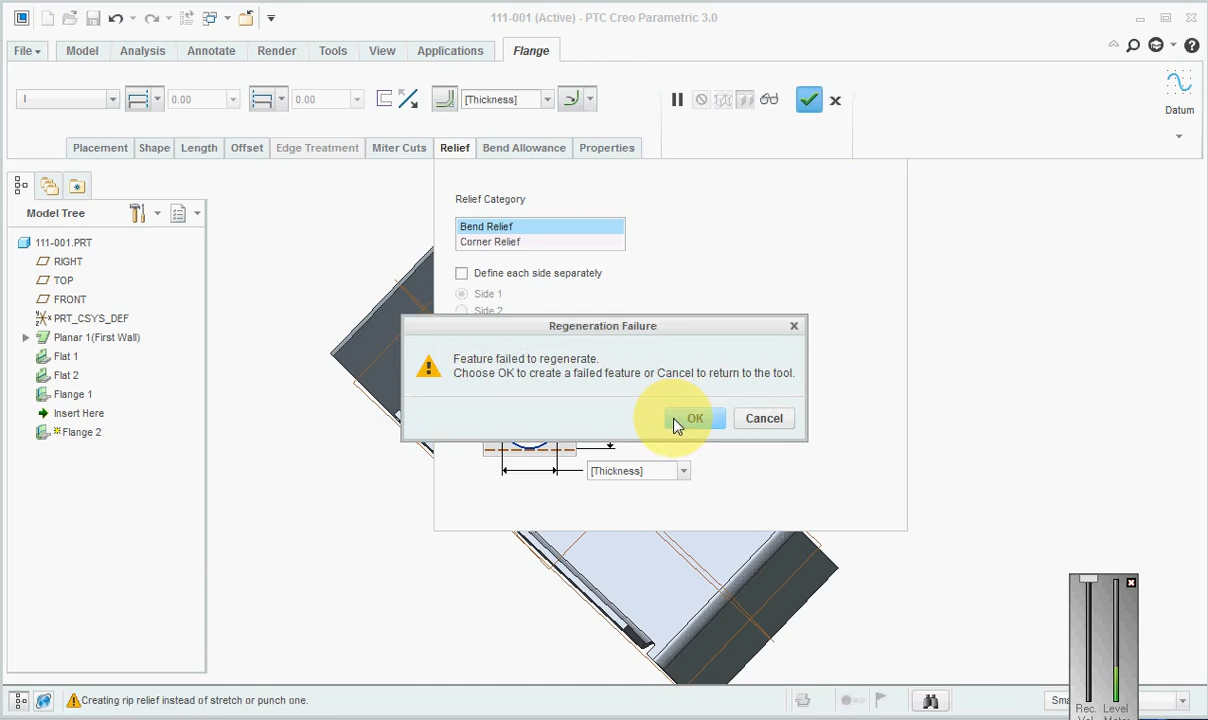 111-001 (Active) - PTC Creo Parametric 3.0
File
Model
Analysis
Annotate
Render
Tools
View
Applications
Flange
I
0.00
0.00
[Thickness]
Datum
Placement
Shape
Length
Offset
Edge Treatment
Miter Cuts
Relief
Bend Allowance
Properties
Model Tree
111-001.PRT
RIGHT
TOP
FRONT
PRT_CSYS_DEF
Planar 1(First Wall)
Flat 1
Flat 2
Flange 1
Insert Here
Flange 2
Relief Category
Bend Relief
Corner Relief
Define each side separately
Side 1
Side 2
Regeneration Failure
Feature failed to regenerate.
Choose OK to create a failed feature or Cancel to return to the tool.
OK
Cancel
[Thickness]
Creating rip relief instead of stretch or punch one.
Rec. Level